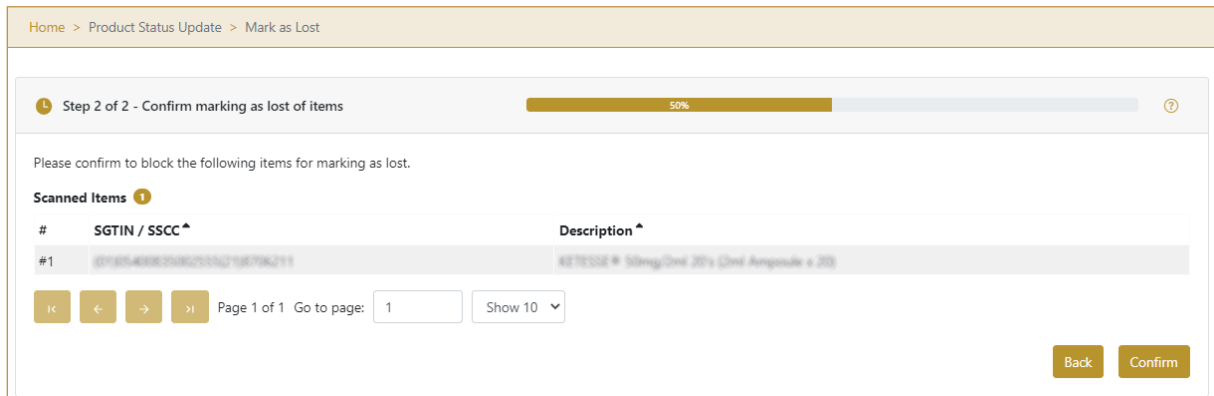 Home > Product Status Update > Mark as Lost
Step 2 of 2 - Confirm marking as lost of items 50% ?
Please confirm to block the following items for marking as lost.
Scanned Items 1
# SGTIN / SSCC Description
#1
Page 1 of 1 Go to page: 1 Show 10
Back Confirm